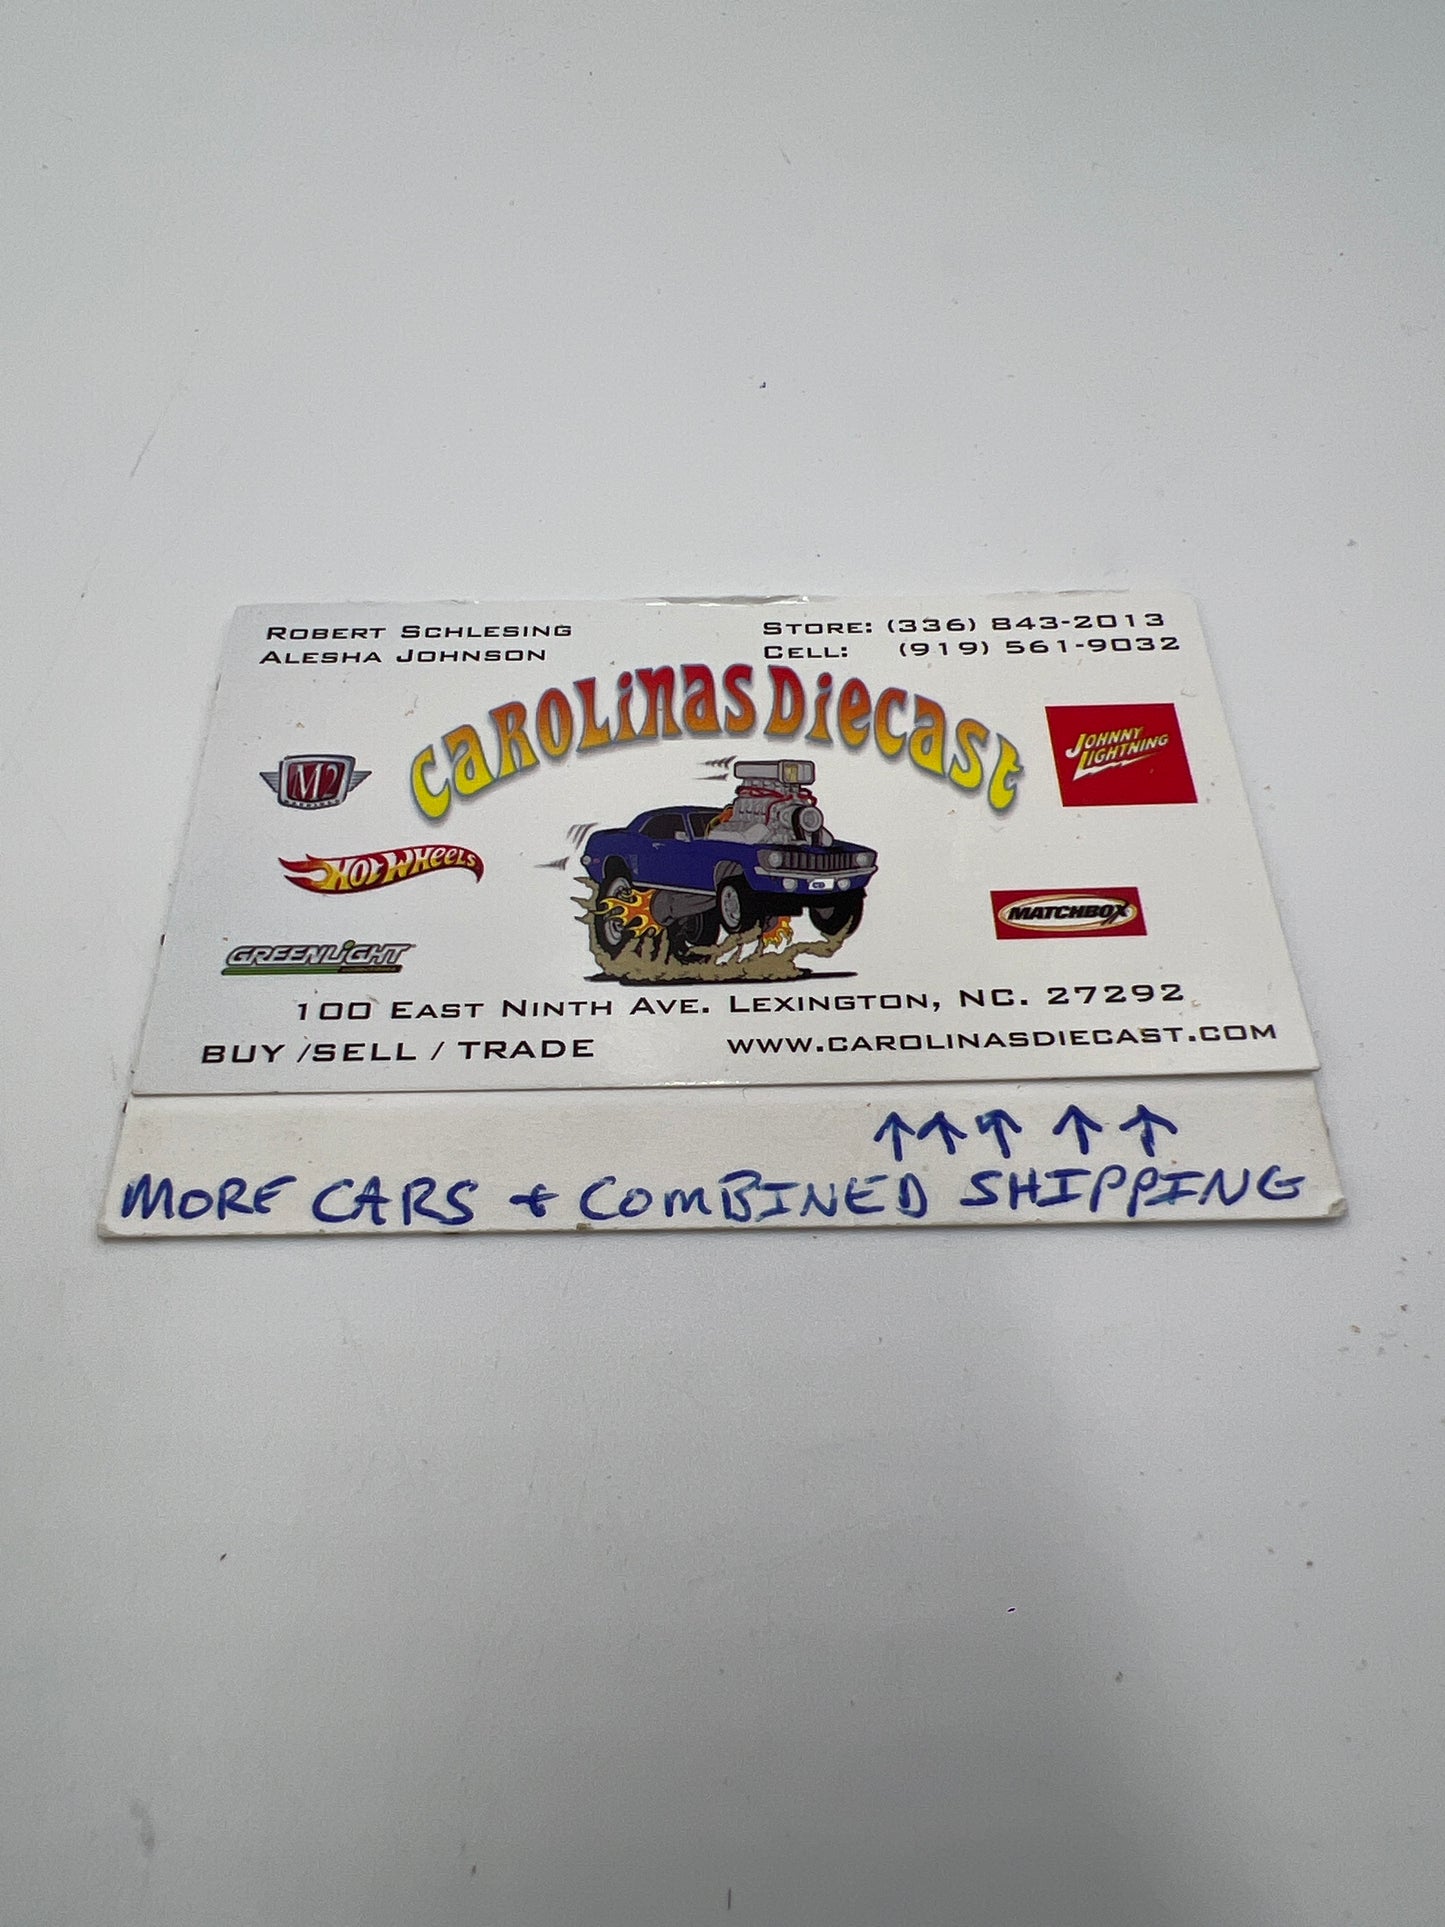 ROBERT SCHLESING
ALESHA JOHNSON
STORE: (336) 843-2013
CELL: (919) 561-9032
CAROLINAS DIECAST
M2
JOHNNY
LIGHTNING
HOT WHEELS
MATCHBOX
GREENLIGHT
100 EAST NINTH AVE. LEXINGTON, NC. 27292
BUY /SELL / TRADE
WWW.CAROLINASDIECAST.COM
↑↑↑ ↑ ↑
MORE CARS + COMBINED SHIPPING